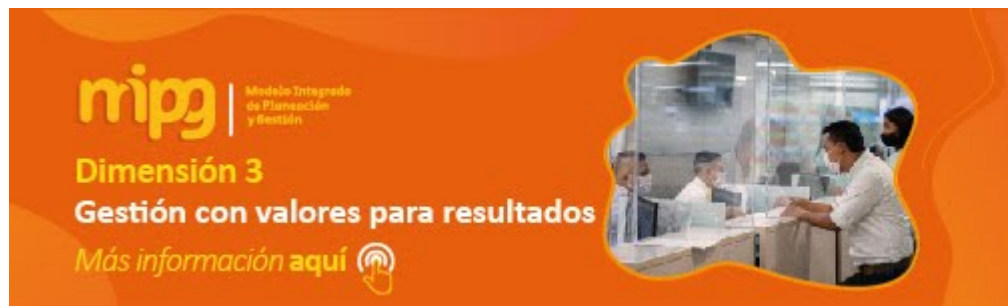 mipg
Modelo Integrado
de Planeación
y Gestión
Dimensión 3
Gestión con valores para resultados
Más información aquí